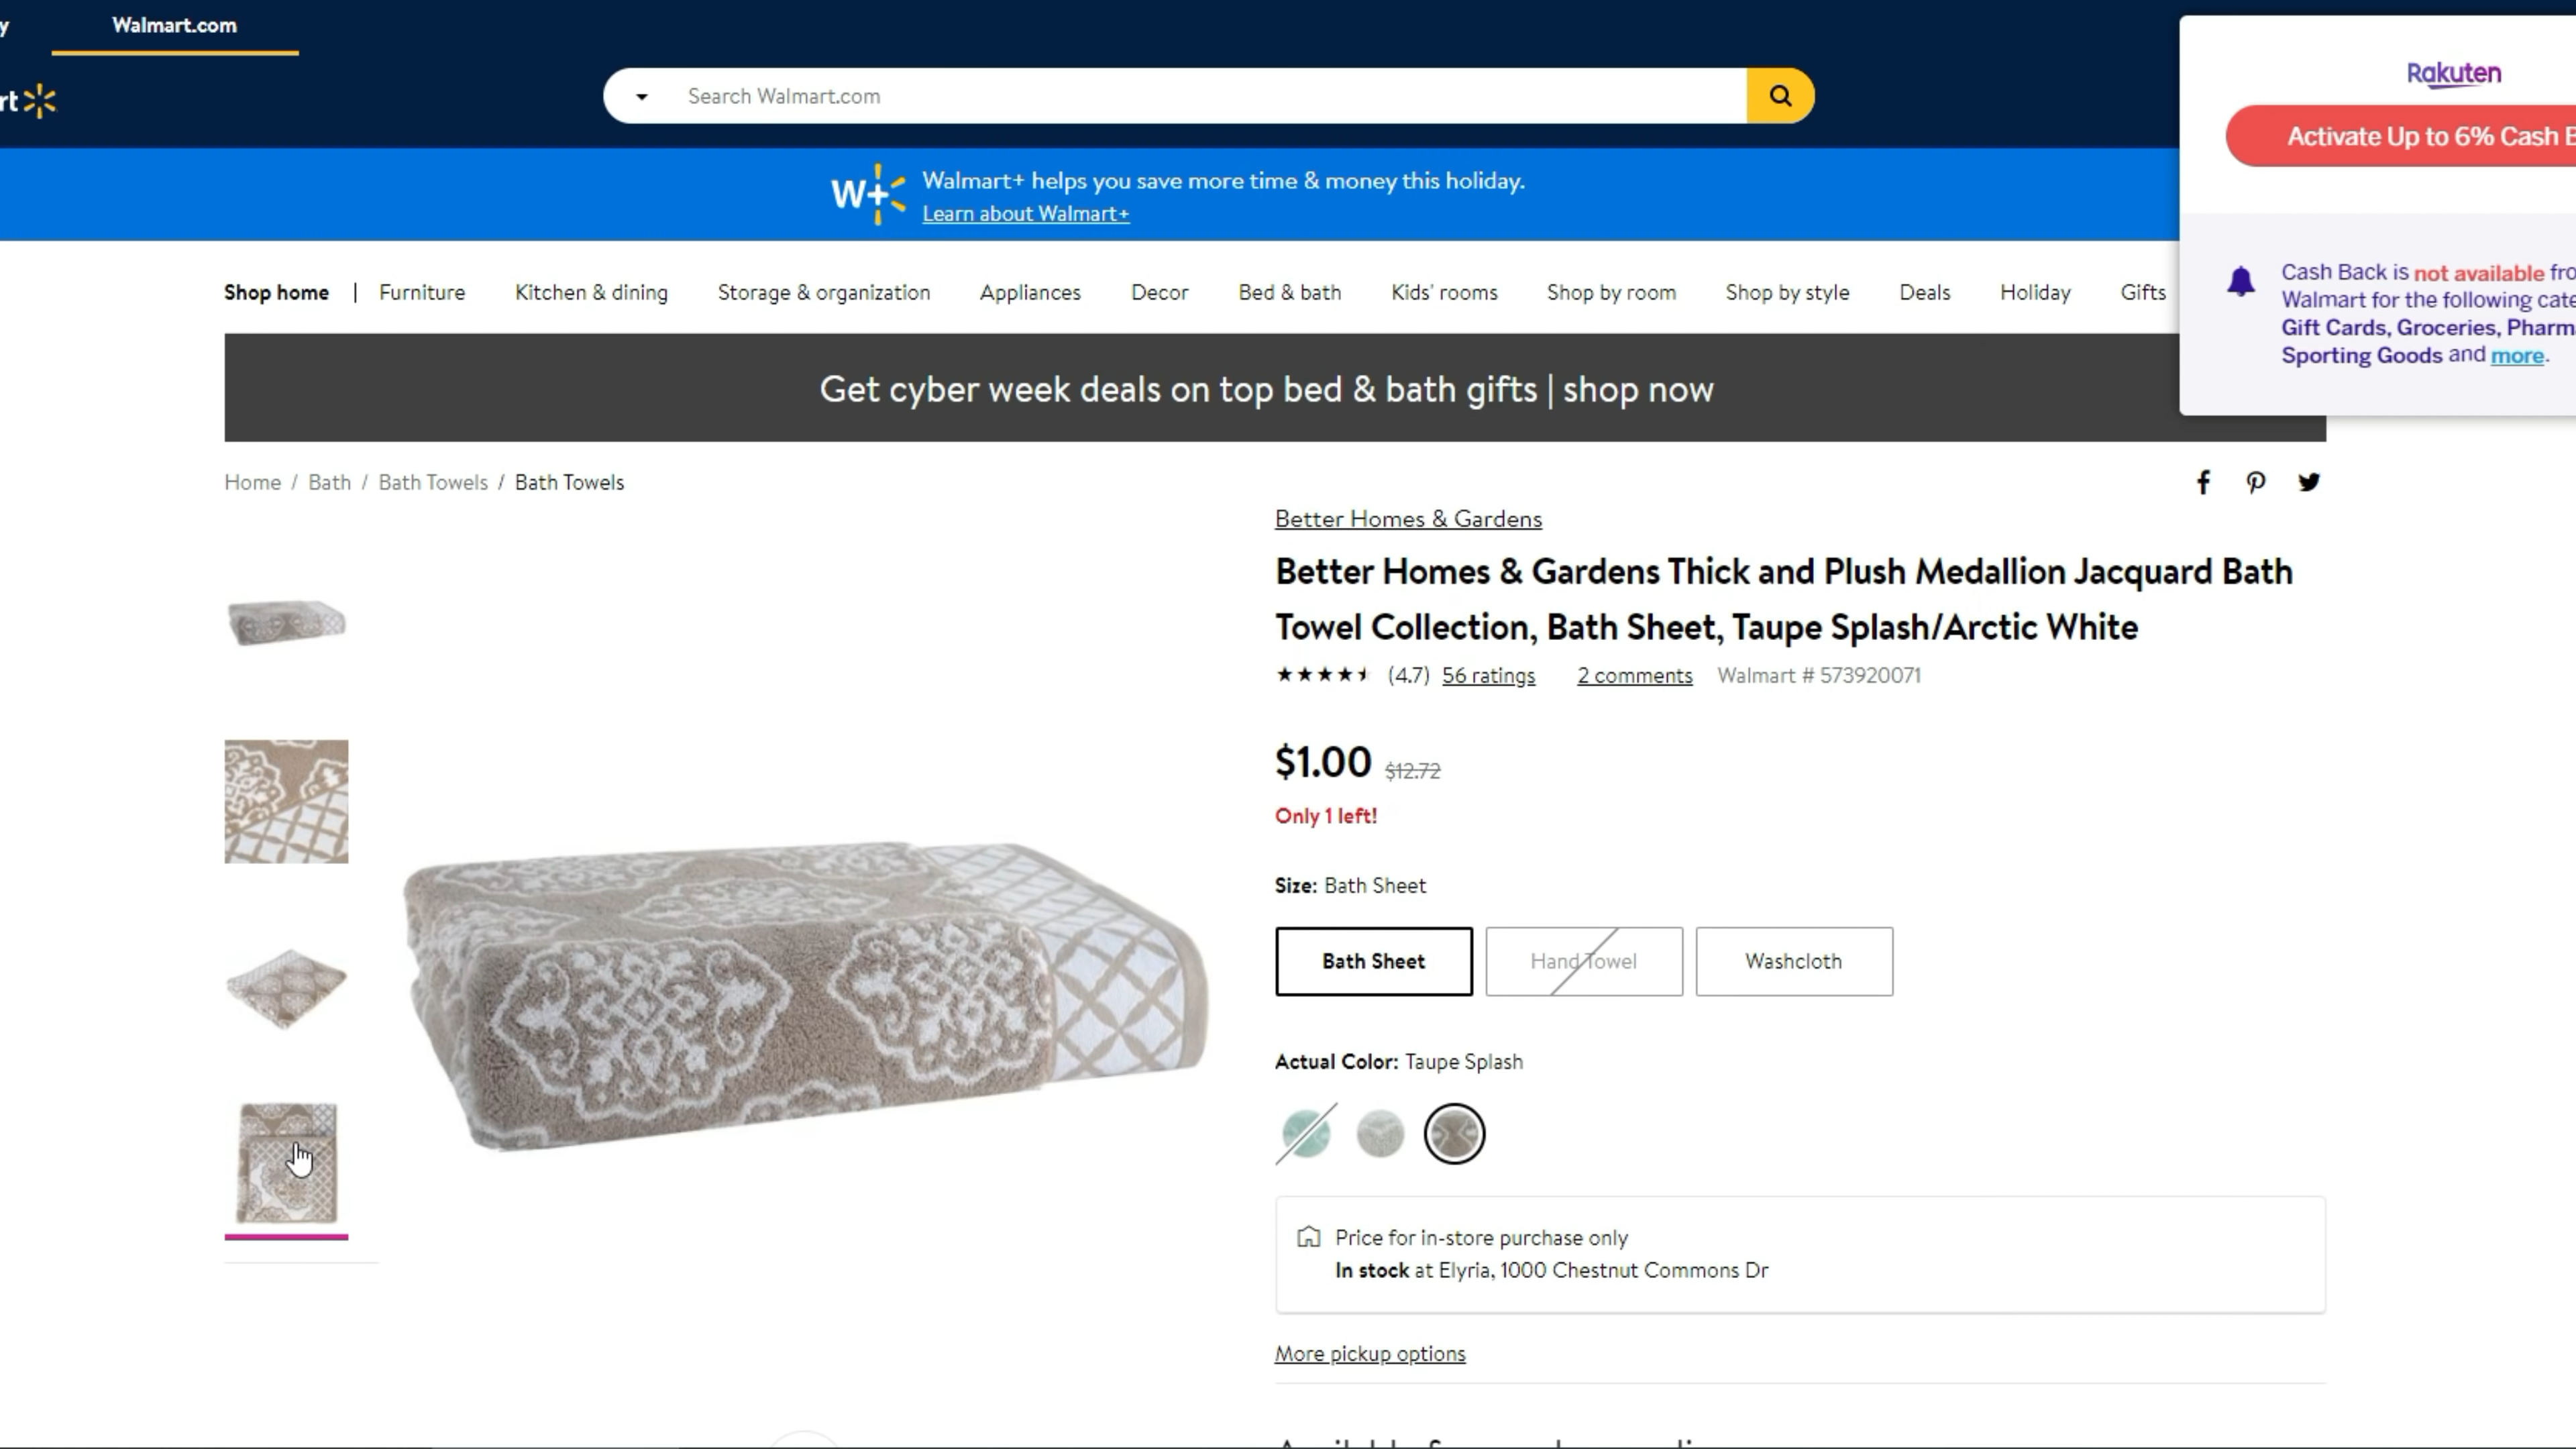 Walmart.com
Search Walmart.com
W+
Walmart+ helps you save more time & money this holiday.
Learn about Walmart+
Rakuten
Activate Up to 6% Cash
Cash Back is not available
Walmart for the following
Gift Cards, Groceries,
Sporting Goods and more.
Shop home | Furniture Kitchen & dining Storage & organization Appliances Decor Bed & bath Kids' rooms Shop by room Shop by style Deals Holiday Gifts
Get cyber week deals on top bed & bath gifts | shop now
Home / Bath / Bath Towels / Bath Towels
Better Homes & Gardens
Better Homes & Gardens Thick and Plush Medallion Jacquard Bath
Towel Collection, Bath Sheet, Taupe Splash/Arctic White
(4.7) 56 ratings 2 comments Walmart # 573920071
$1.00 $12.72
Only 1 left!
Size: Bath Sheet
Bath Sheet Hand Towel Washcloth
Actual Color: Taupe Splash
Price for in-store purchase only
In stock at Elyria, 1000 Chestnut Commons Dr
More pickup options